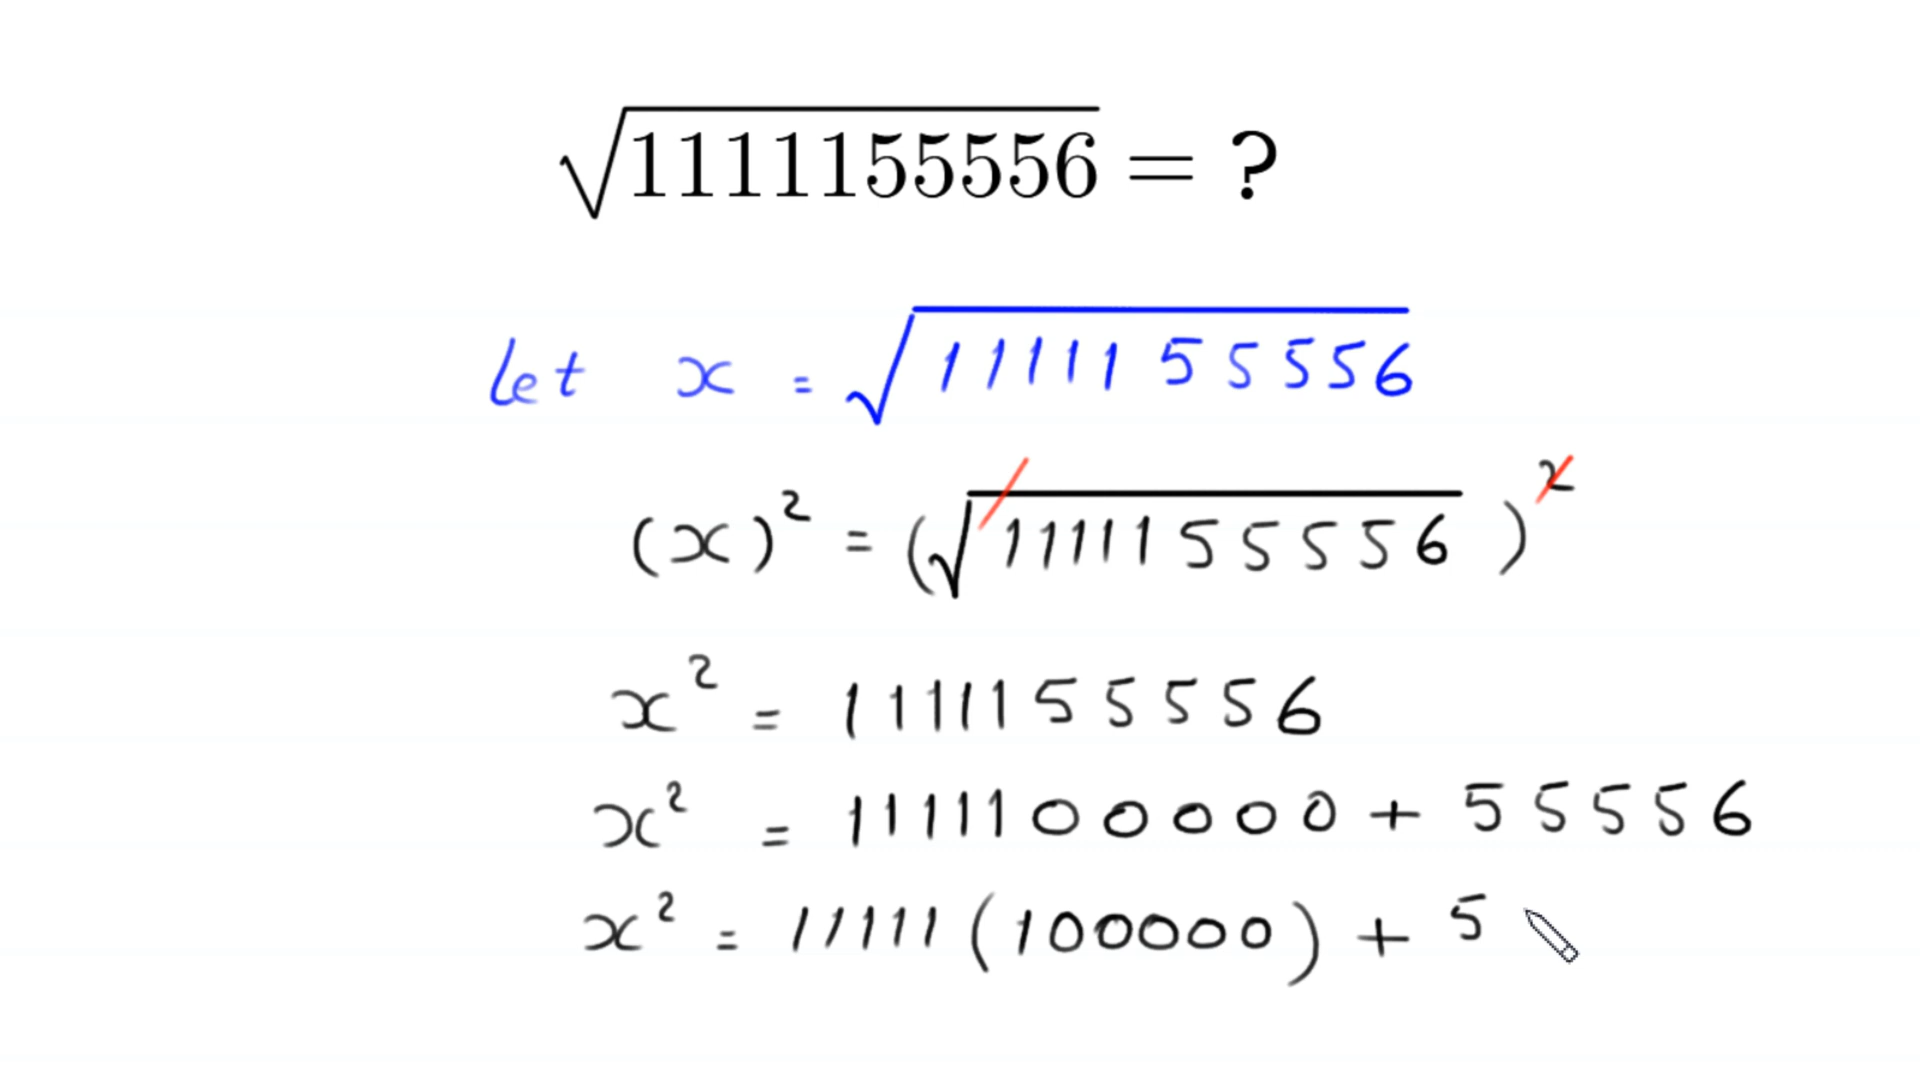 √1111155556 = ?
let x = √1111155556
(x)² = (√1111155556)²
x² = 1111155556
x² = 1111100000 + 55556
x² = 11111(100000) + 5